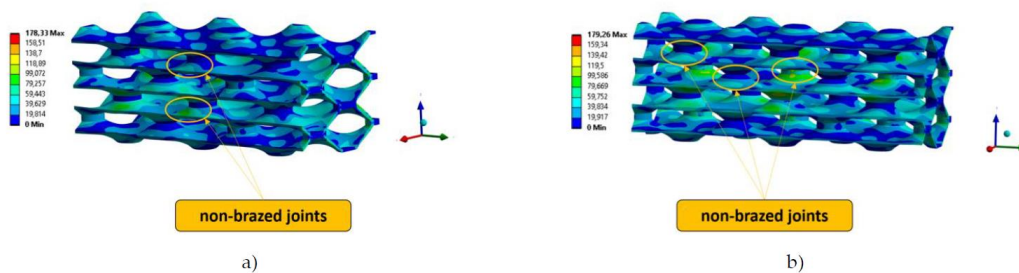 178,33 Max
158,51
138,7
118,89
99,072
79,257
59,443
39,629
19,814
0 Min
non-brazed joints
a)
179,26 Max
159,34
139,42
119,5
99,586
79,669
59,752
39,834
19,917
0 Min
non-brazed joints
b)